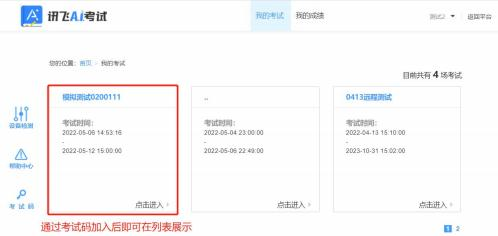 讯飞A.i考试
我的考试 我的成绩
测试2 返回平台
您的位置: 首页 > 我的考试
目前共有 4 场考试
模拟测试0200111
考试时间:
2022-05-06 14:53:16
-
2022-05-12 15:00:00
点击进入 >
..
考试时间:
2022-05-04 23:00:00
-
2022-05-06 22:49:00
点击进入 >
0413远程测试
考试时间:
2022-04-13 15:10:00
-
2023-10-31 15:02:00
点击进入 >
设备检测
帮助中心
考 试 码
通过考试码加入后即可在列表展示
1 2